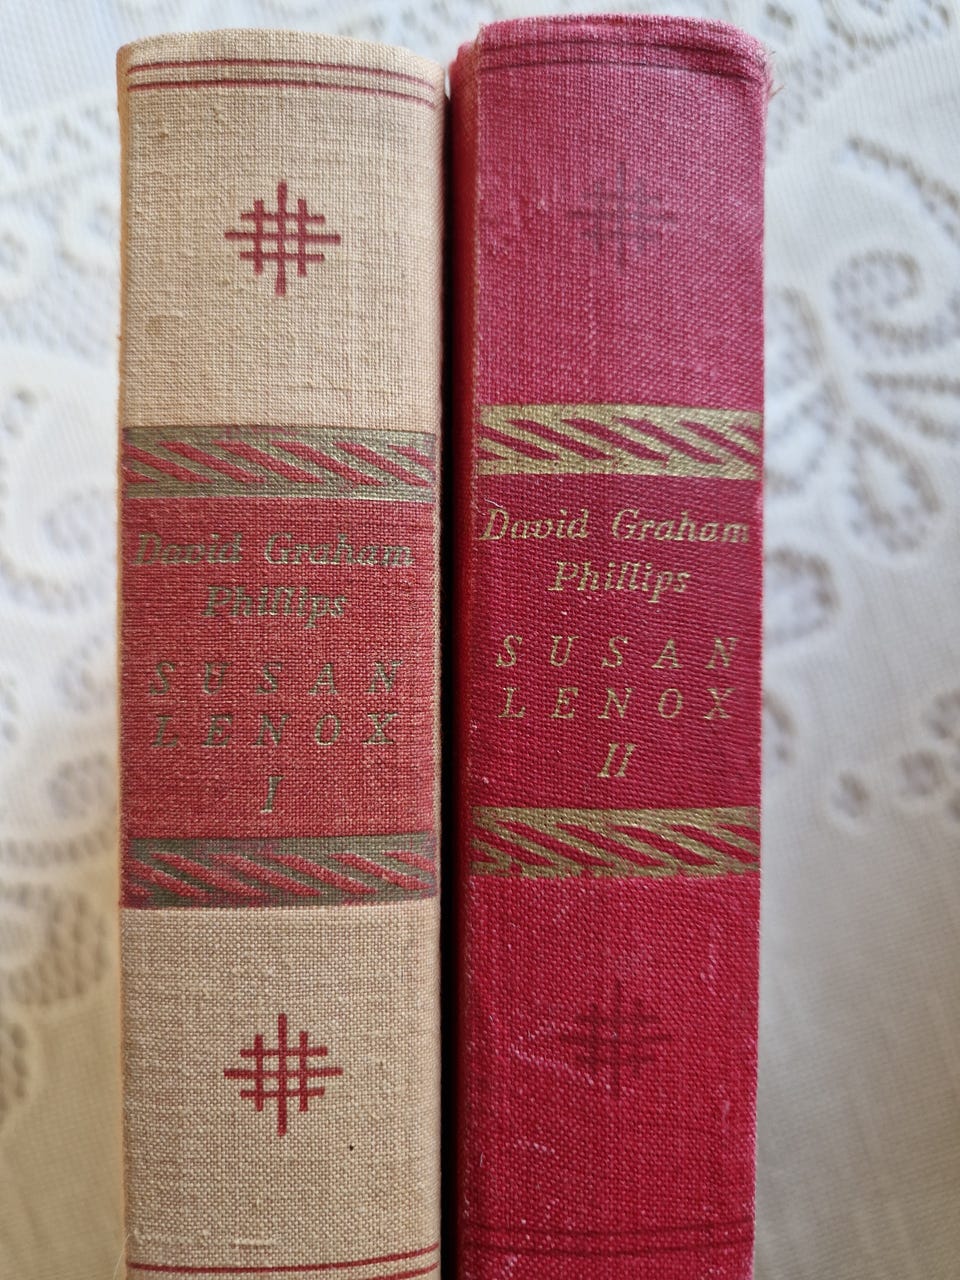 David Graham
Phillips
SUSAN
LENOX
I
David Graham
Phillips
SUSAN
LENOX
II